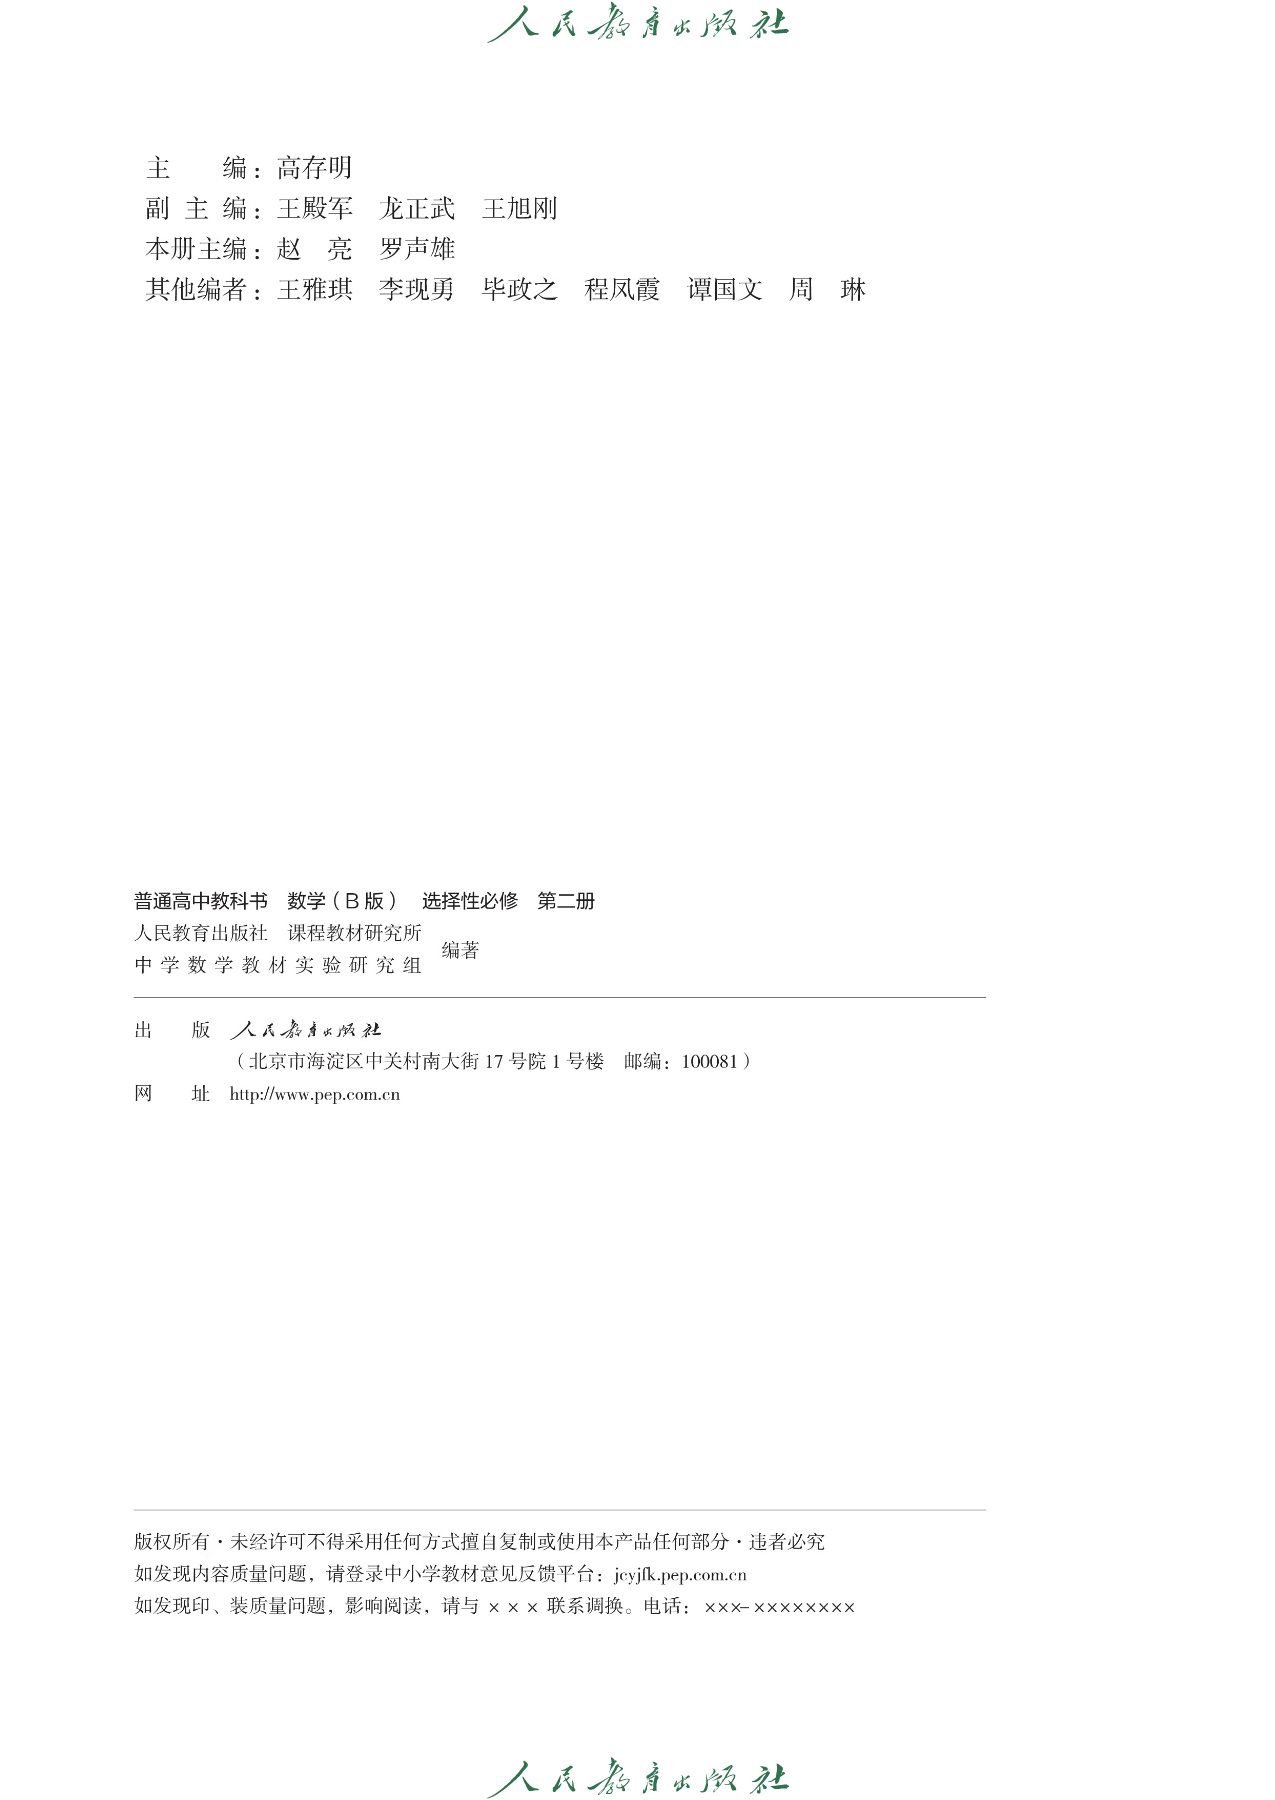 人民教育出版社
主　　编：高存明
副 主 编：王殿军　龙正武　王旭刚
本册主编：赵　亮　罗声雄
其他编者：王雅琪　李现勇　毕政之　程凤霞　谭国文　周　琳
普通高中教科书　数学（B 版）　选择性必修　第二册
人民教育出版社　课程教材研究所
中学数学教材实验研究组
编著
出　　版　人民教育出版社
（北京市海淀区中关村南大街 17 号院 1 号楼　邮编：100081）
网　　址　http://www.pep.com.cn
版权所有·未经许可不得采用任何方式擅自复制或使用本产品任何部分·违者必究
如发现内容质量问题，请登录中小学教材意见反馈平台：jcyjfk.pep.com.cn
如发现印、装质量问题，影响阅读，请与 × × × 联系调换。电话：×××-××××××××
人民教育出版社